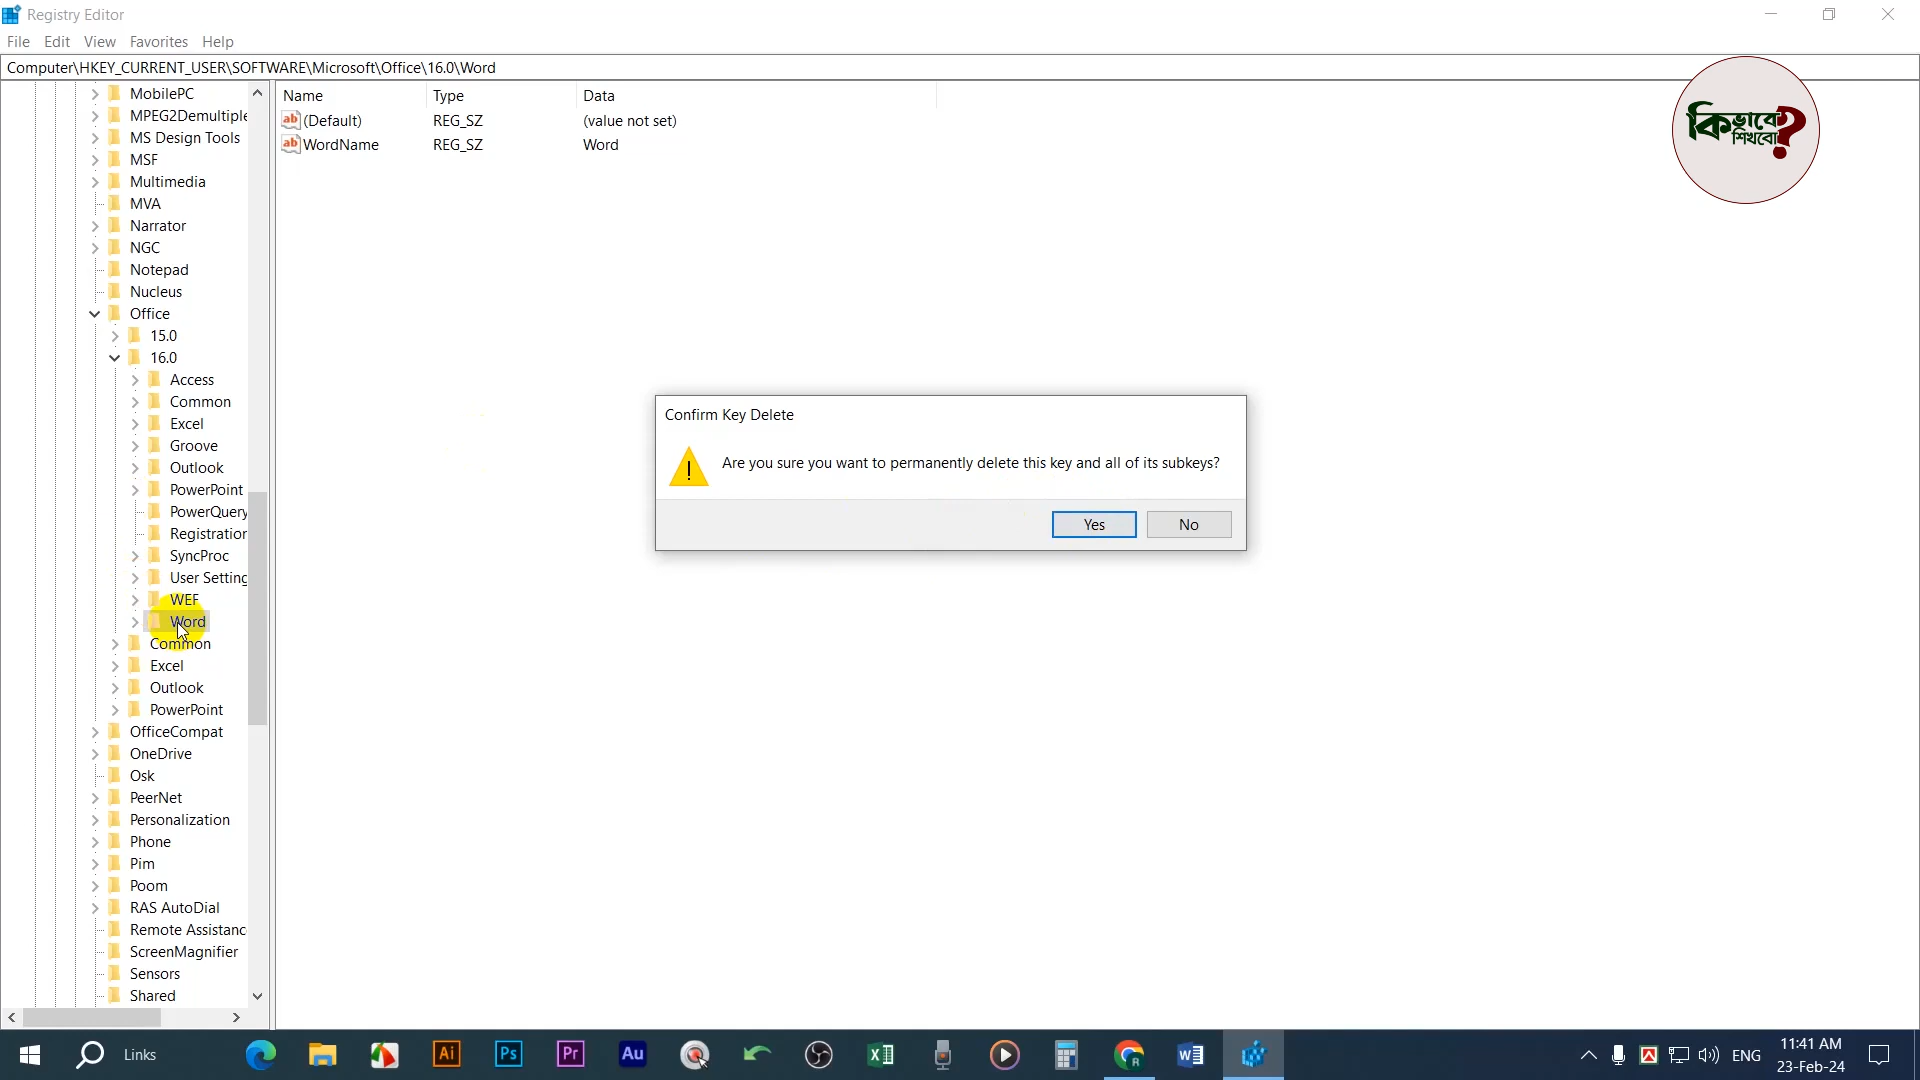 Registry Editor
File Edit View Favorites Help
Computer\HKEY_CURRENT_USER\SOFTWARE\Microsoft\Office\16.0\Word
MobilePC
MPEG2Demultiple
MS Design Tools
MSF
Multimedia
MVA
Narrator
NGC
Notepad
Nucleus
Office
15.0
16.0
Access
Common
Excel
Groove
Outlook
PowerPoint
PowerQuery
Registration
SyncProc
User Setting
WEF
Word
Common
Excel
Outlook
PowerPoint
OfficeCompat
OneDrive
Osk
PeerNet
Personalization
Phone
Pim
Poom
RAS AutoDial
Remote Assistanc
ScreenMagnifier
Sensors
Shared
Name Type Data
(Default) REG_SZ (value not set)
WordName REG_SZ Word
কিভাবে
শিখবো?
Confirm Key Delete
Are you sure you want to permanently delete this key and all of its subkeys?
Yes No
Links
ENG
11:41 AM
23-Feb-24